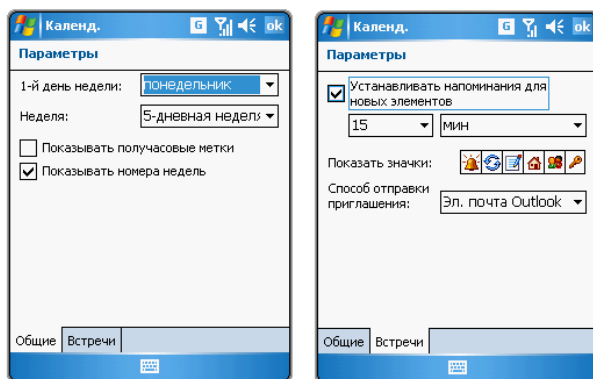 Календ.
G
ok
Параметры
1-й день недели:
понедельник
Неделя:
5-дневная неделя
Показывать получасовые метки
Показывать номера недель
Общие
Встречи
Календ.
G
ok
Параметры
Устанавливать напоминания для
новых элементов
15
мин
Показать значки:
Способ отправки
приглашения:
Эл. почта Outlook
Общие
Встречи